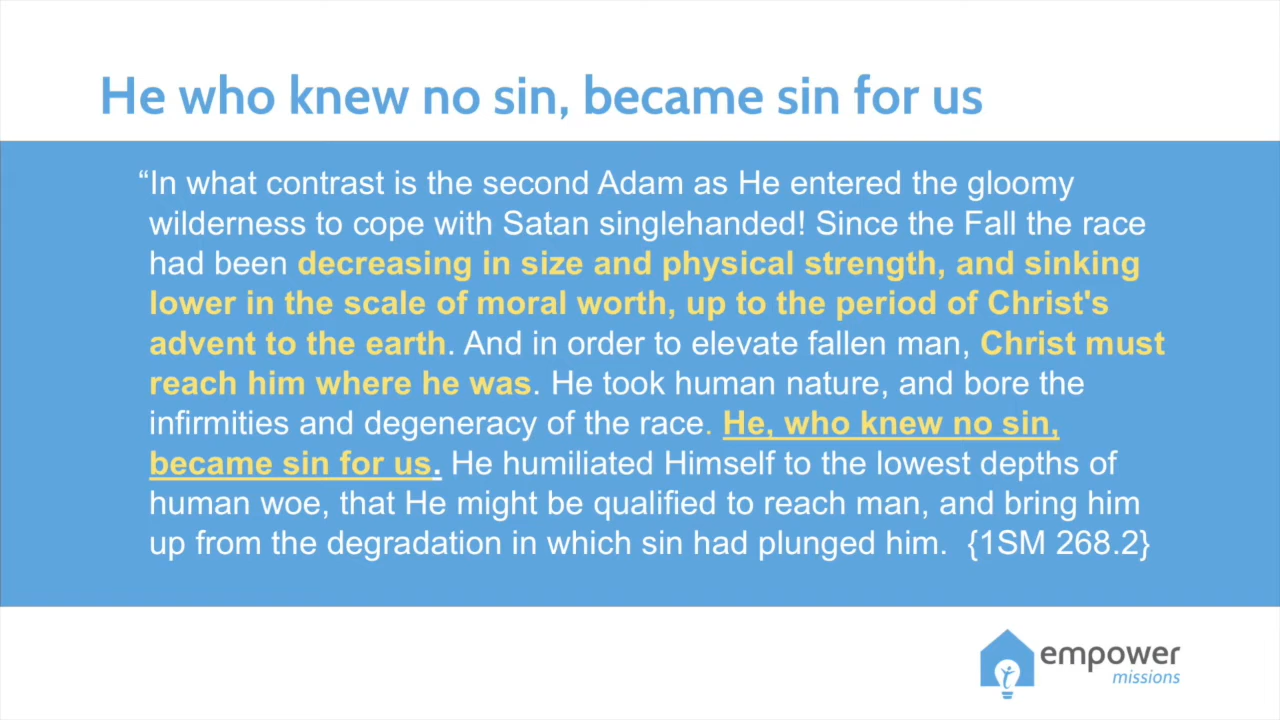 He who knew no sin, became sin for us
“In what contrast is the second Adam as He entered the gloomy
wilderness to cope with Satan singlehanded! Since the Fall the race
had been decreasing in size and physical strength, and sinking
lower in the scale of moral worth, up to the period of Christ's
advent to the earth. And in order to elevate fallen man, Christ must
reach him where he was. He took human nature, and bore the
infirmities and degeneracy of the race. He, who knew no sin,
became sin for us. He humiliated Himself to the lowest depths of
human woe, that He might be qualified to reach man, and bring him
up from the degradation in which sin had plunged him.  {1SM 268.2}
empower
missions